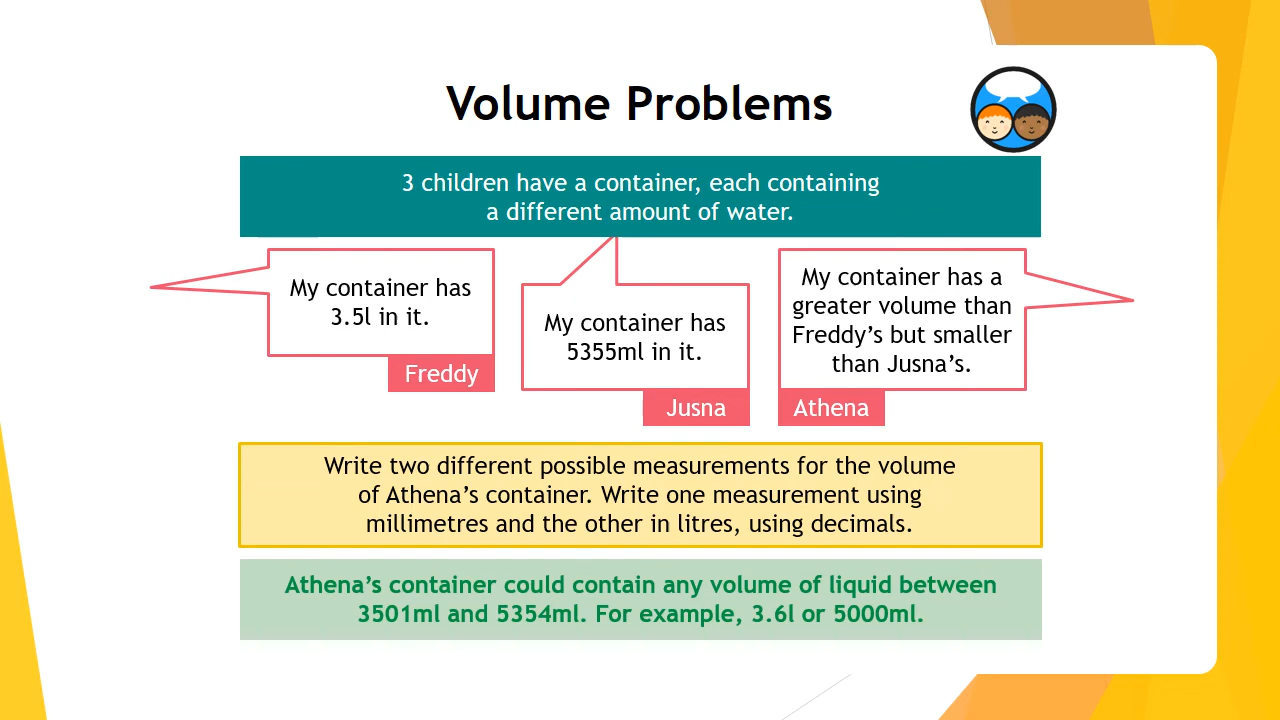 Volume Problems
3 children have a container, each containing
a different amount of water.
My container has
3.5l in it.
Freddy
My container has
5355ml in it.
Jusna
My container has a
greater volume than
Freddy’s but smaller
than Jusna’s.
Athena
Write two different possible measurements for the volume
of Athena’s container. Write one measurement using
millimetres and the other in litres, using decimals.
Athena’s container could contain any volume of liquid between
3501ml and 5354ml. For example, 3.6l or 5000ml.